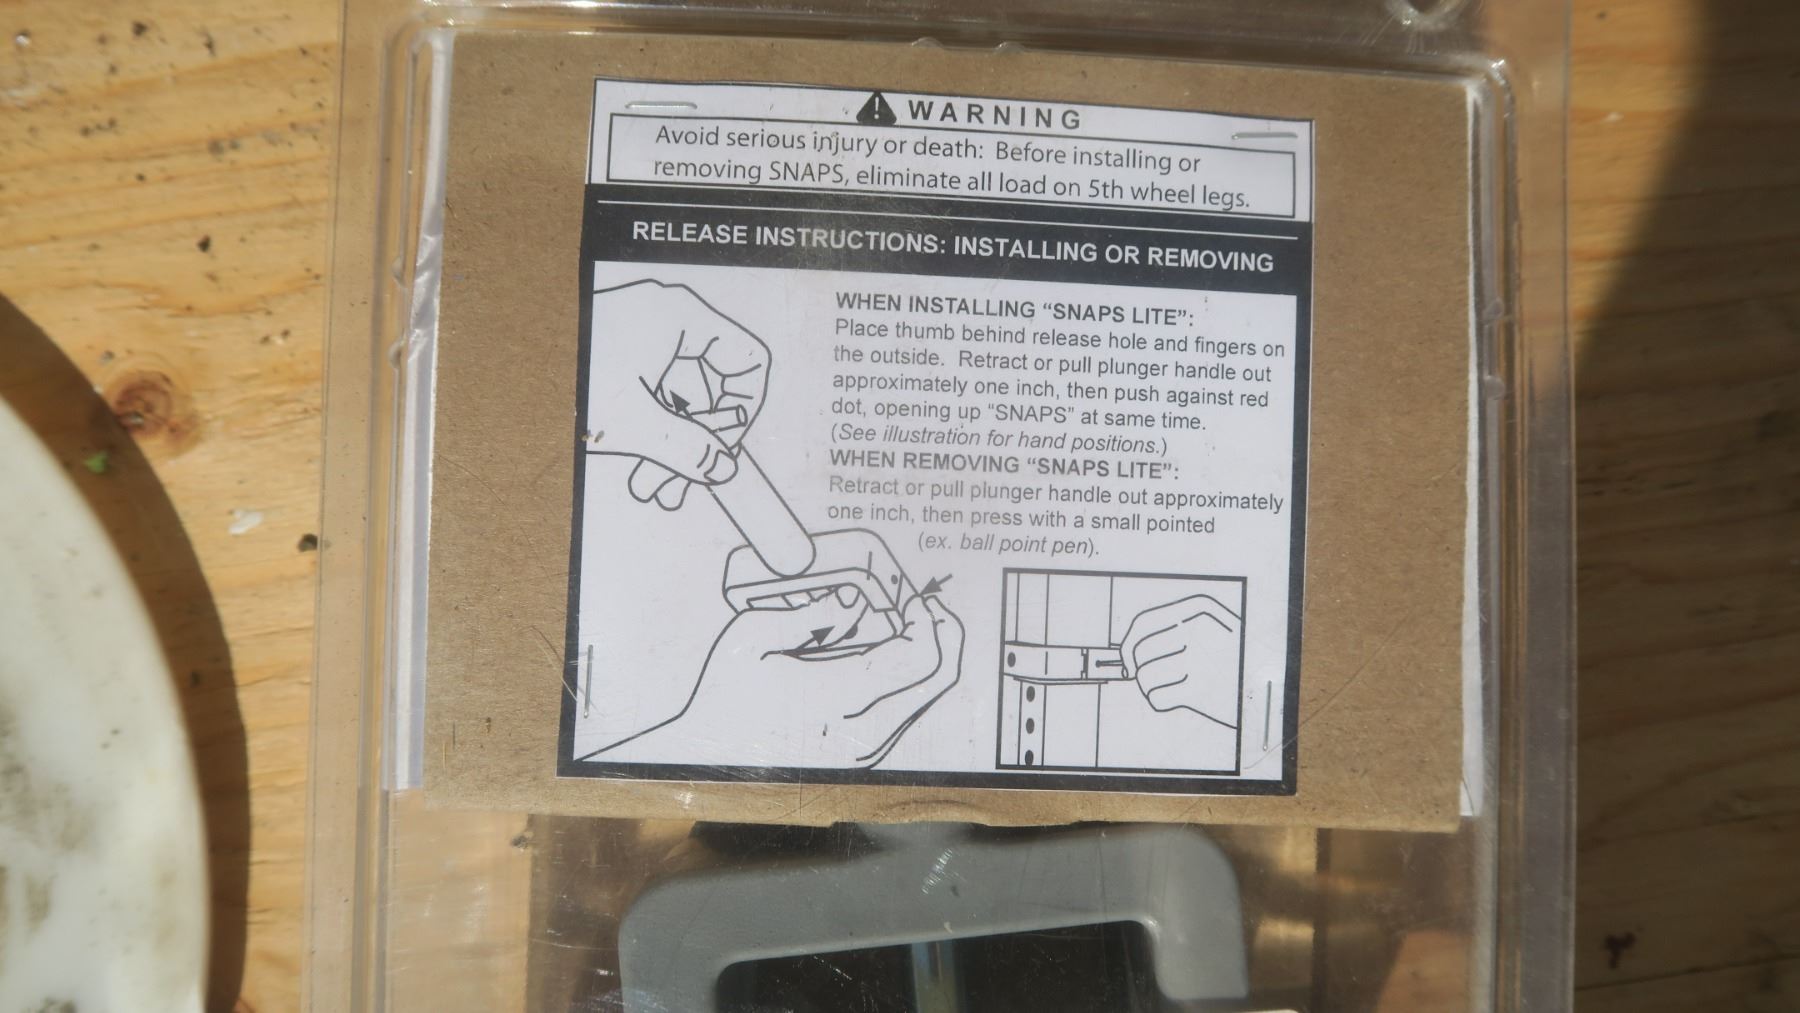 WARNING
Avoid serious injury or death: Before installing or
removing SNAPS, eliminate all load on 5th wheel legs.
RELEASE INSTRUCTIONS: INSTALLING OR REMOVING
WHEN INSTALLING “SNAPS LITE”:
Place thumb behind release hole and fingers on
the outside. Retract or pull plunger handle out
approximately one inch, then push against red
dot, opening up “SNAPS” at same time.
(See illustration for hand positions.)
WHEN REMOVING “SNAPS LITE”:
Retract or pull plunger handle out approximately
one inch, then press with a small pointed
(ex. ball point pen).